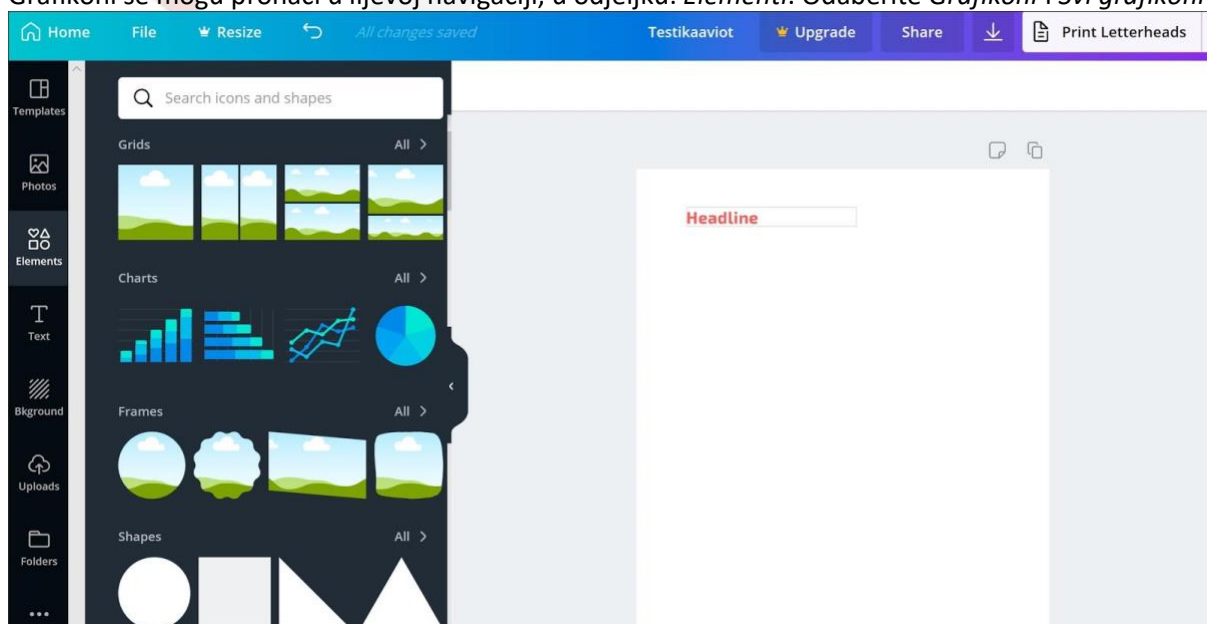 Grafikoni se mogu pronaći u lijevoj navigaciji, u odjeljku: Elementi. Odaberite Grafikoni i Svi grafikoni
Home File Resize All changes saved Testikaaviot Upgrade Share Print Letterheads
Templates
Photos
Elements
Text
Bkground
Uploads
Folders
Search icons and shapes
Grids All >
Charts All >
Frames All >
Shapes All >
Headline